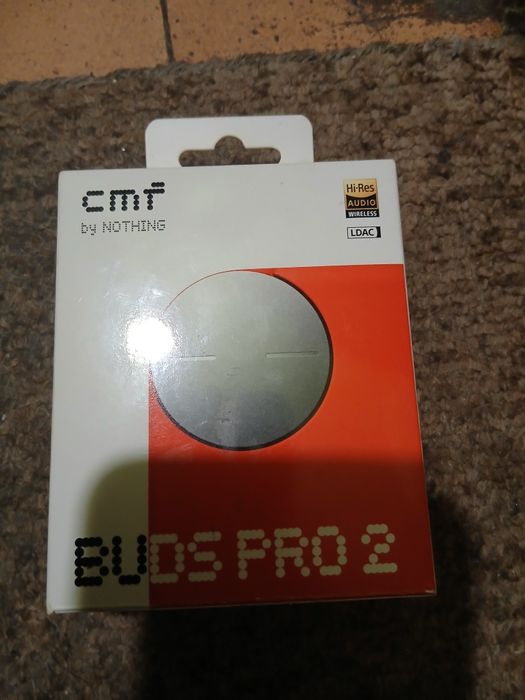 cmf
by NOTHING
Hi-Res
AUDIO
WIRELESS
LDAC
BUDS PRO 2